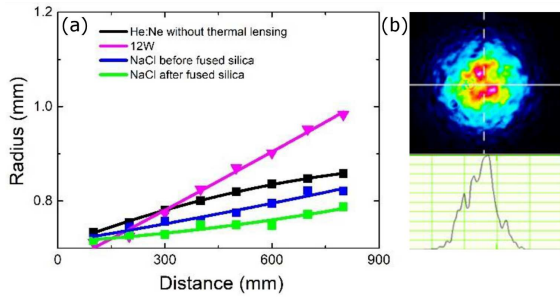 (a)
He:Ne without thermal lensing
12W
NaCl before fused silica
NaCl after fused silica
1.2
1.0
0.8
Radius (mm)
0
300
600
900
Distance (mm)
(b)